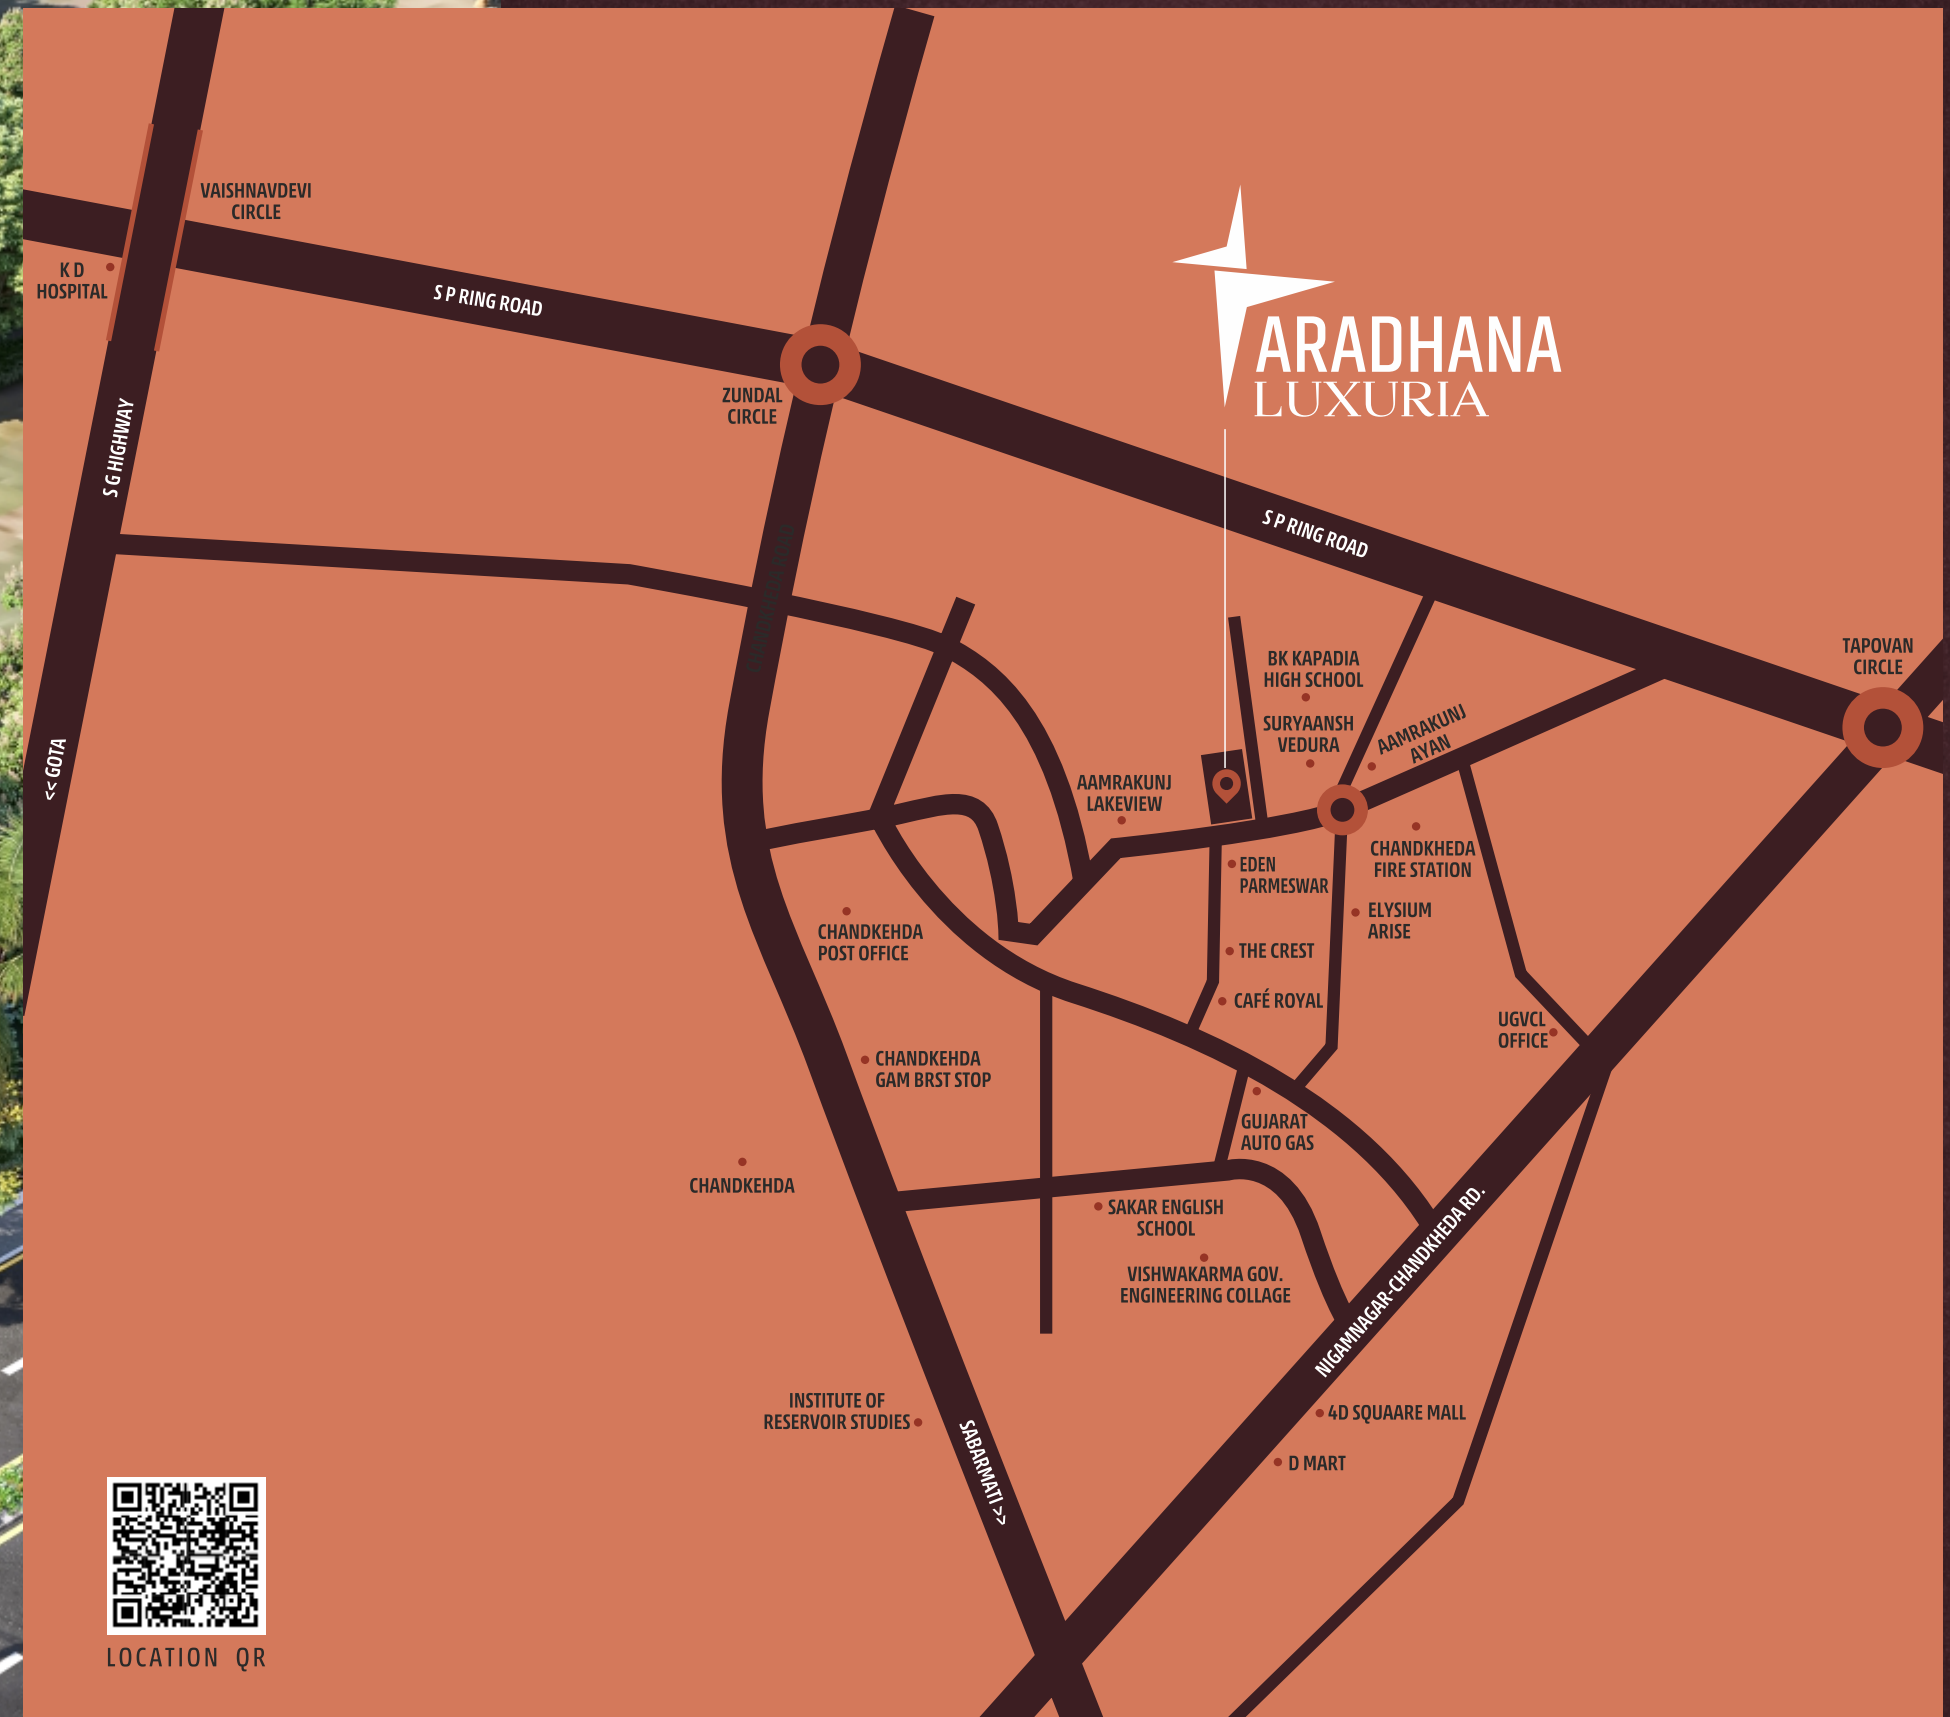 VAISHNAVDEVI
CIRCLE
K D
HOSPITAL
S P RING ROAD
ZUNDAL
CIRCLE
ARADHANA
LUXURIA
S G HIGHWAY
S P RING ROAD
<< GOTA
TAPOVAN
CIRCLE
BK KAPADIA
HIGH SCHOOL
SURYAANSH
VEDURA
AAMRAKUNJ
AYAN
AAMRAKUNJ
LAKEVIEW
CHANDKHEDA
FIRE STATION
EDEN
PARMESWAR
ELYSIUM
ARISE
CHANDKEHDA
POST OFFICE
THE CREST
CAFÉ ROYAL
UGVCL
OFFICE
CHANDKEHDA
GAM BRST STOP
GUJARAT
AUTO GAS
CHANDKEHDA
SAKAR ENGLISH
SCHOOL
VISHWAKARMA GOV.
ENGINEERING COLLAGE
NIGAMNAGAR-CHANDKHEDA RD.
INSTITUTE OF
RESERVOIR STUDIES
4D SQUAARE MALL
D MART
SABARMATI >>
LOCATION QR